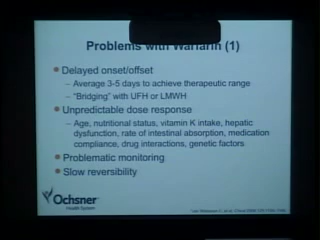 Problems with Warfarin (1)
Delayed onset/offset
– Average 3-5 days to achieve therapeutic range
– "Bridging" with UFH or LMWH
Unpredictable dose response
– Age, nutritional status, vitamin K intake, hepatic
dysfunction, rate of intestinal absorption, medication
compliance, drug interactions, genetic factors
Problematic monitoring
Slow reversibility
Ochsner
Health System